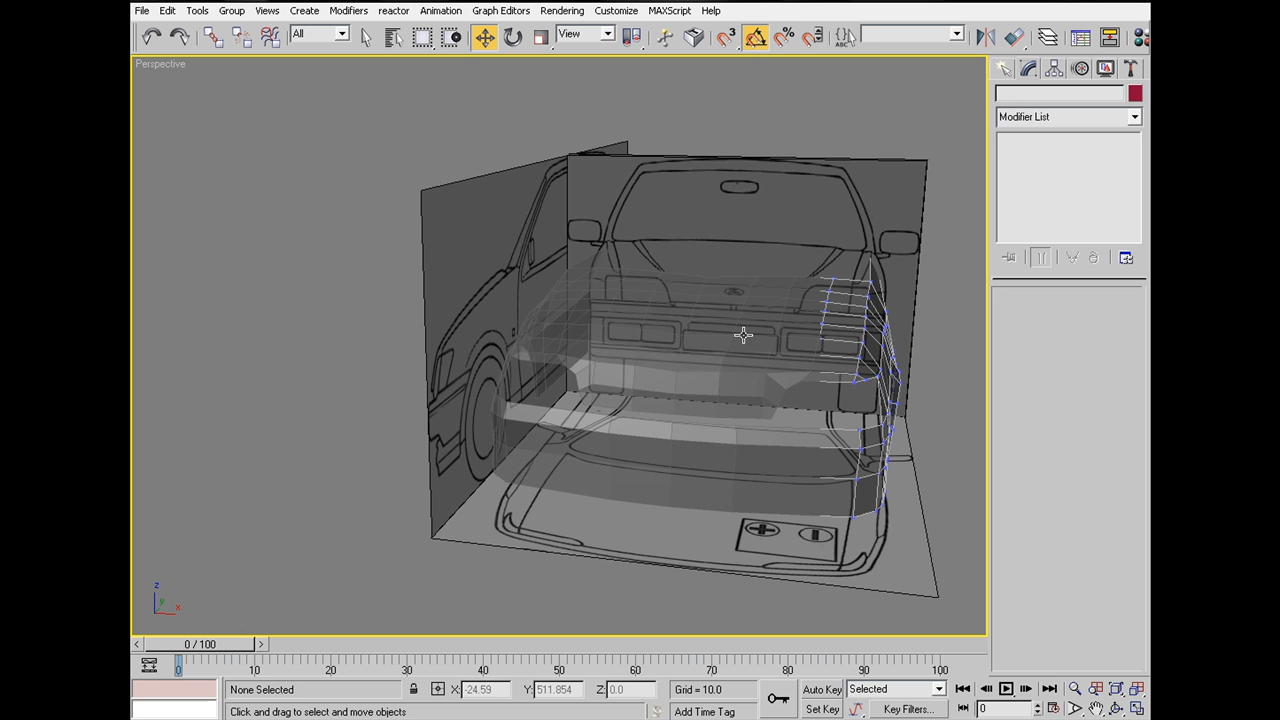 File Edit Tools Group Views Create Modifiers reactor Animation Graph Editors Rendering Customize MAXScript Help
All
View
3
%
ABC
Perspective
Modifier List
z
y
x
0 / 100
0 10 20 30 40 50 60 70 80 90 100
None Selected
X: -24.59 Y: 511.854 Z: 0.0
Grid = 10.0
Auto Key Selected
Click and drag to select and move objects
Add Time Tag
Set Key Key Filters...
0